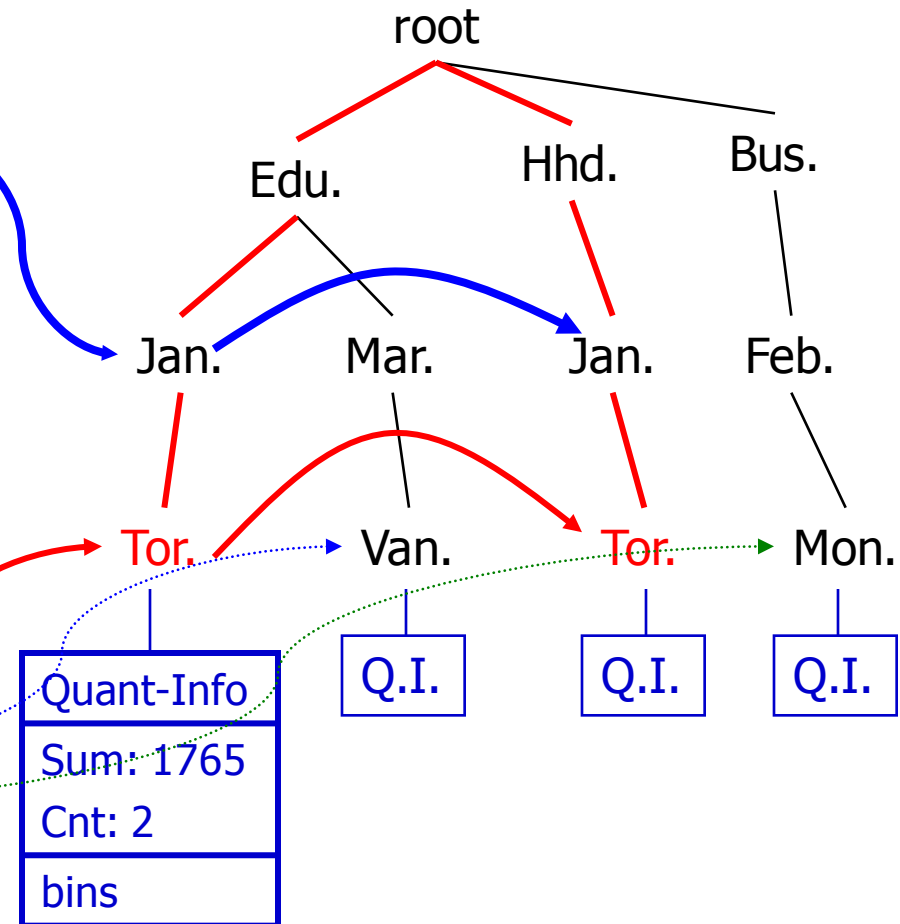 root
Edu.
Hhd.
Bus.
Jan.
Mar.
Jan.
Feb.
Tor.
Van.
Tor.
Mon.
Quant-Info
Q.I.
Q.I.
Q.I.
Sum: 1765
Cnt: 2
bins